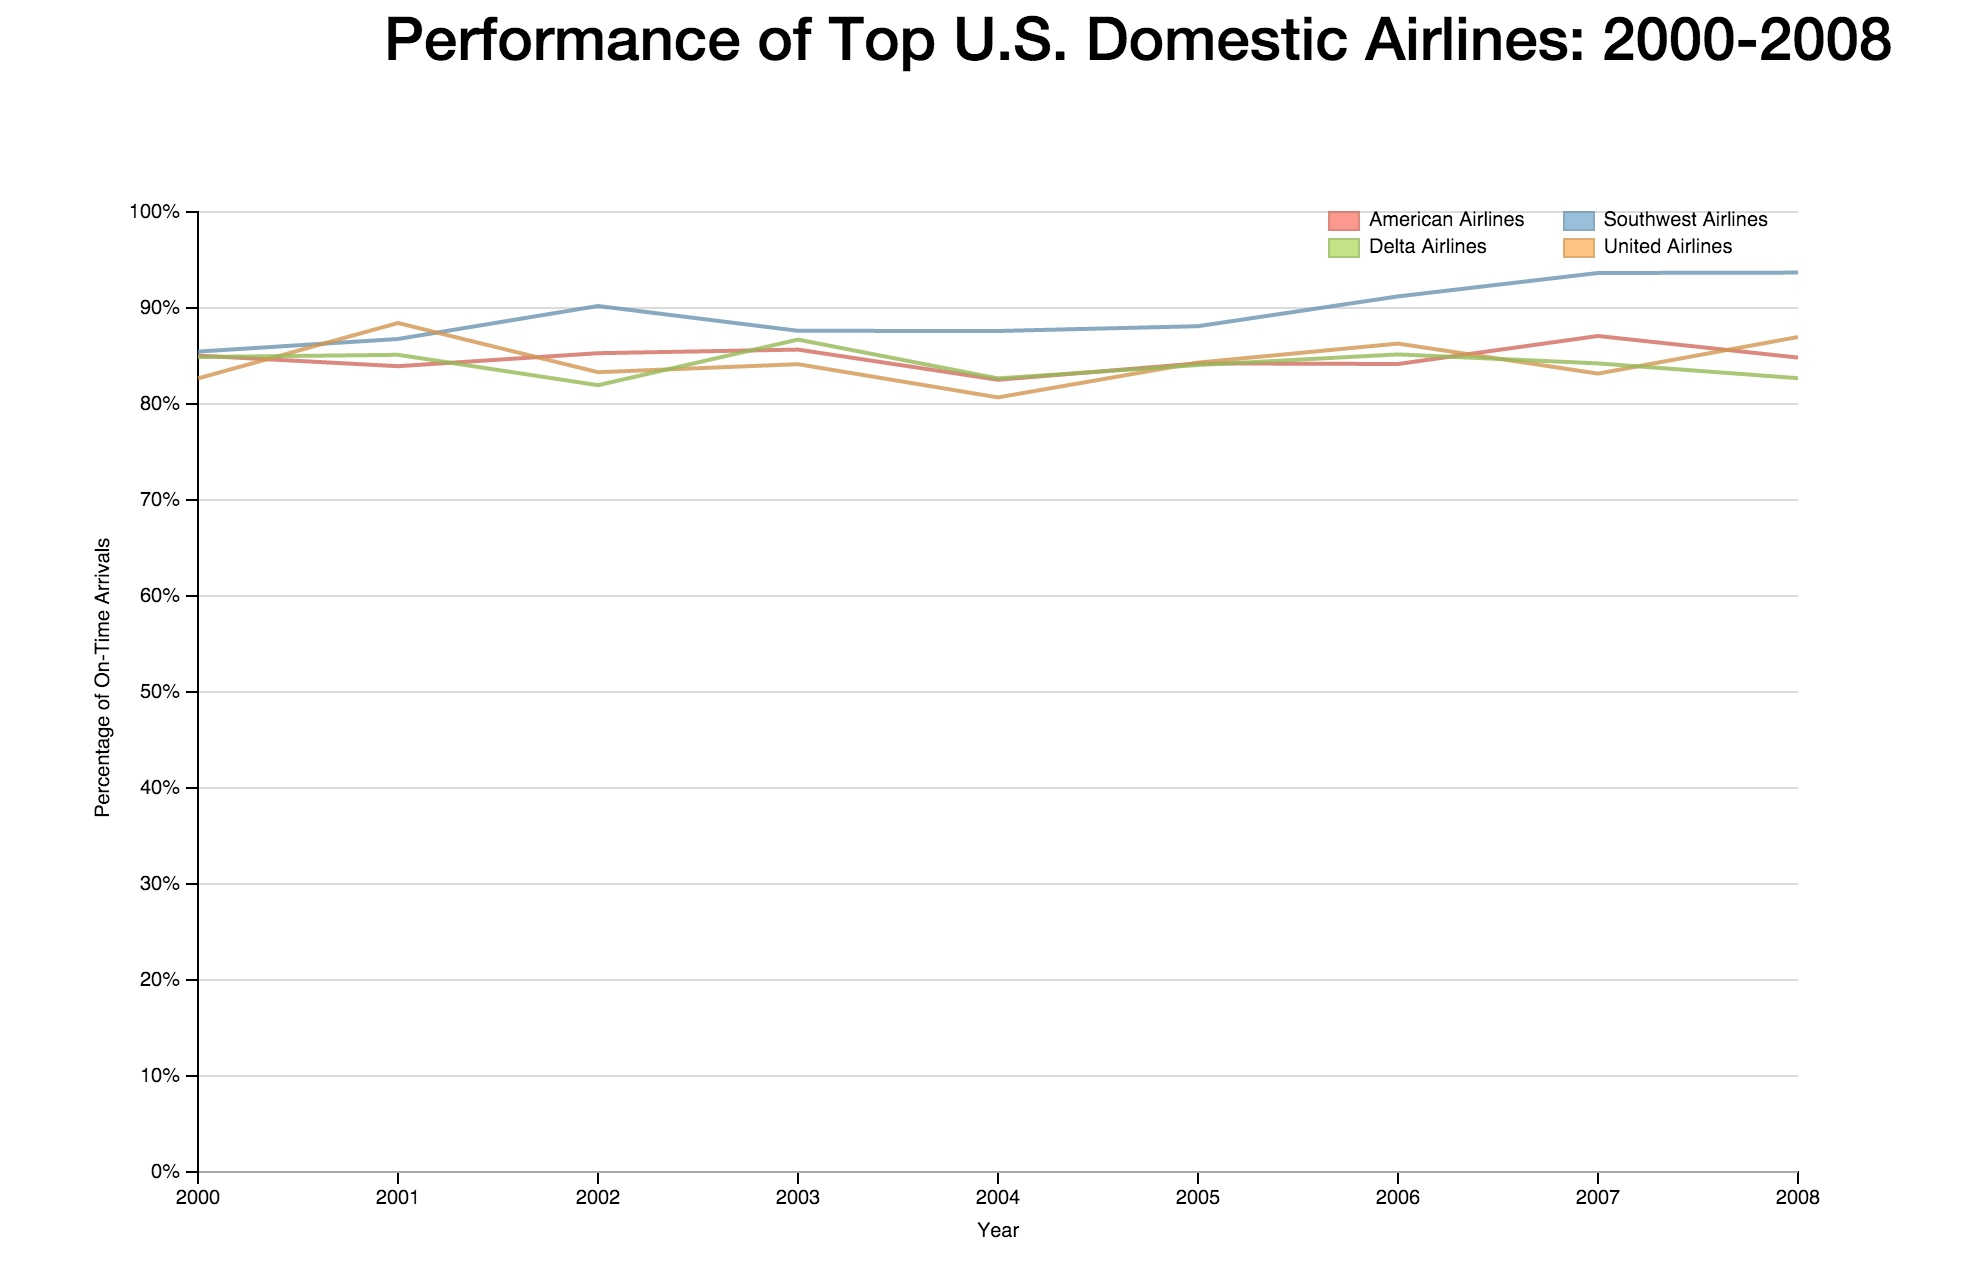 Performance of Top U.S. Domestic Airlines: 2000-2008
American Airlines
Southwest Airlines
Delta Airlines
United Airlines
100%
90%
80%
70%
60%
50%
40%
30%
20%
10%
0%
Percentage of On-Time Arrivals
2000 2001 2002 2003 2004 2005 2006 2007 2008
Year